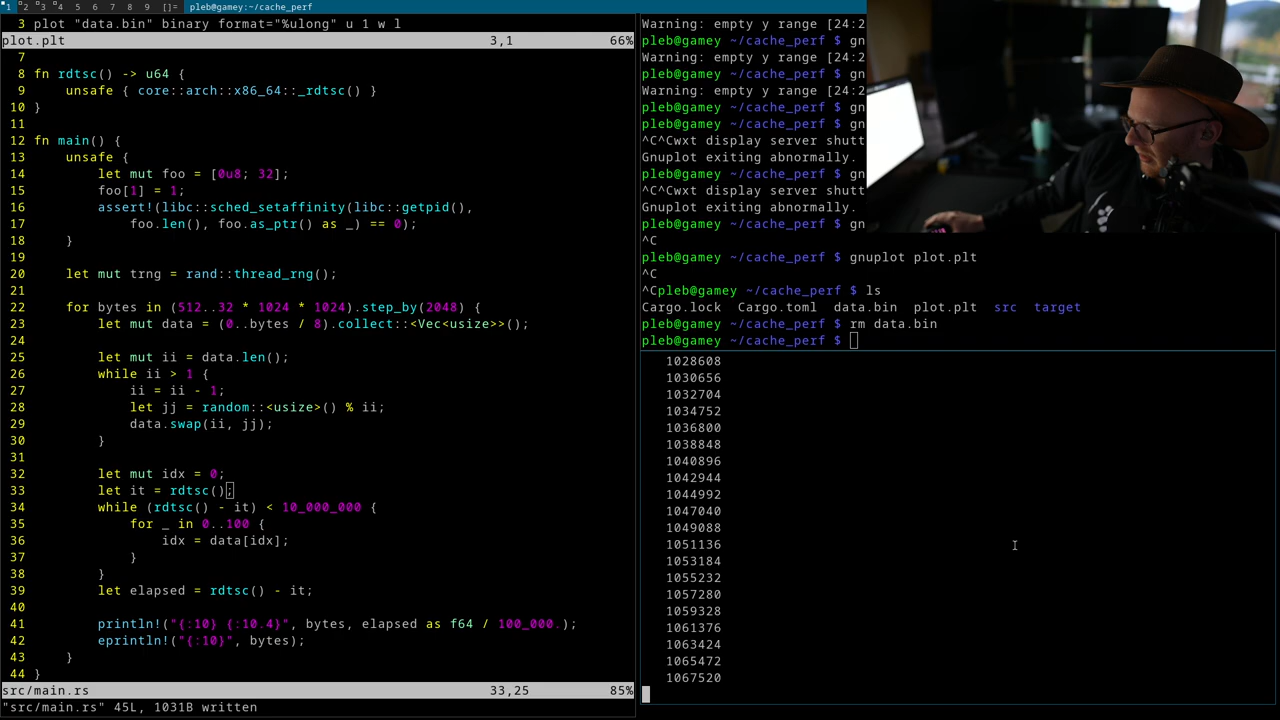 1 2 3 4 5 6 7 8 9 []= pleb@gamey:~/cache_perf
3 plot "data.bin" binary format="%ulong" u 1 w l
plot.plt 3,1 66%
7
8 fn rdtsc() -> u64 {
9     unsafe { core::arch::x86_64::_rdtsc() }
10 }
11
12 fn main() {
13     unsafe {
14         let mut foo = [0u8; 32];
15         foo[1] = 1;
16         assert!(libc::sched_setaffinity(libc::getpid(),
17             foo.len(), foo.as_ptr() as _) == 0);
18     }
19
20     let mut trng = rand::thread_rng();
21
22     for bytes in (512..32 * 1024 * 1024).step_by(2048) {
23         let mut data = (0..bytes / 8).collect::<Vec<usize>>();
24
25         let mut ii = data.len();
26         while ii > 1 {
27             ii = ii - 1;
28             let jj = random::<usize>() % ii;
29             data.swap(ii, jj);
30         }
31
32         let mut idx = 0;
33         let it = rdtsc();
34         while (rdtsc() - it) < 10_000_000 {
35             for _ in 0..100 {
36                 idx = data[idx];
37             }
38         }
39         let elapsed = rdtsc() - it;
40
41         println!("{:10} {:10.4}", bytes, elapsed as f64 / 100_000.);
42         eprintln!("{:10}", bytes);
43     }
44 }
src/main.rs 33,25 85%
"src/main.rs" 45L, 1031B written
Warning: empty y range [24:2
pleb@gamey ~/cache_perf $ gn
Warning: empty y range [24:2
pleb@gamey ~/cache_perf $ gn
Warning: empty y range [24:2
pleb@gamey ~/cache_perf $ gn
pleb@gamey ~/cache_perf $ gn
^C^Cwxt display server shutt
Gnuplot exiting abnormally.
pleb@gamey ~/cache_perf $ gn
^C^Cwxt display server shutt
Gnuplot exiting abnormally.
pleb@gamey ~/cache_perf $ gn
^C
pleb@gamey ~/cache_perf $ gnuplot plot.plt
^C
^Cpleb@gamey ~/cache_perf $ ls
Cargo.lock  Cargo.toml  data.bin  plot.plt  src  target
pleb@gamey ~/cache_perf $ rm data.bin
pleb@gamey ~/cache_perf $
1028608
1030656
1032704
1034752
1036800
1038848
1040896
1042944
1044992
1047040
1049088
1051136
1053184
1055232
1057280
1059328
1061376
1063424
1065472
1067520